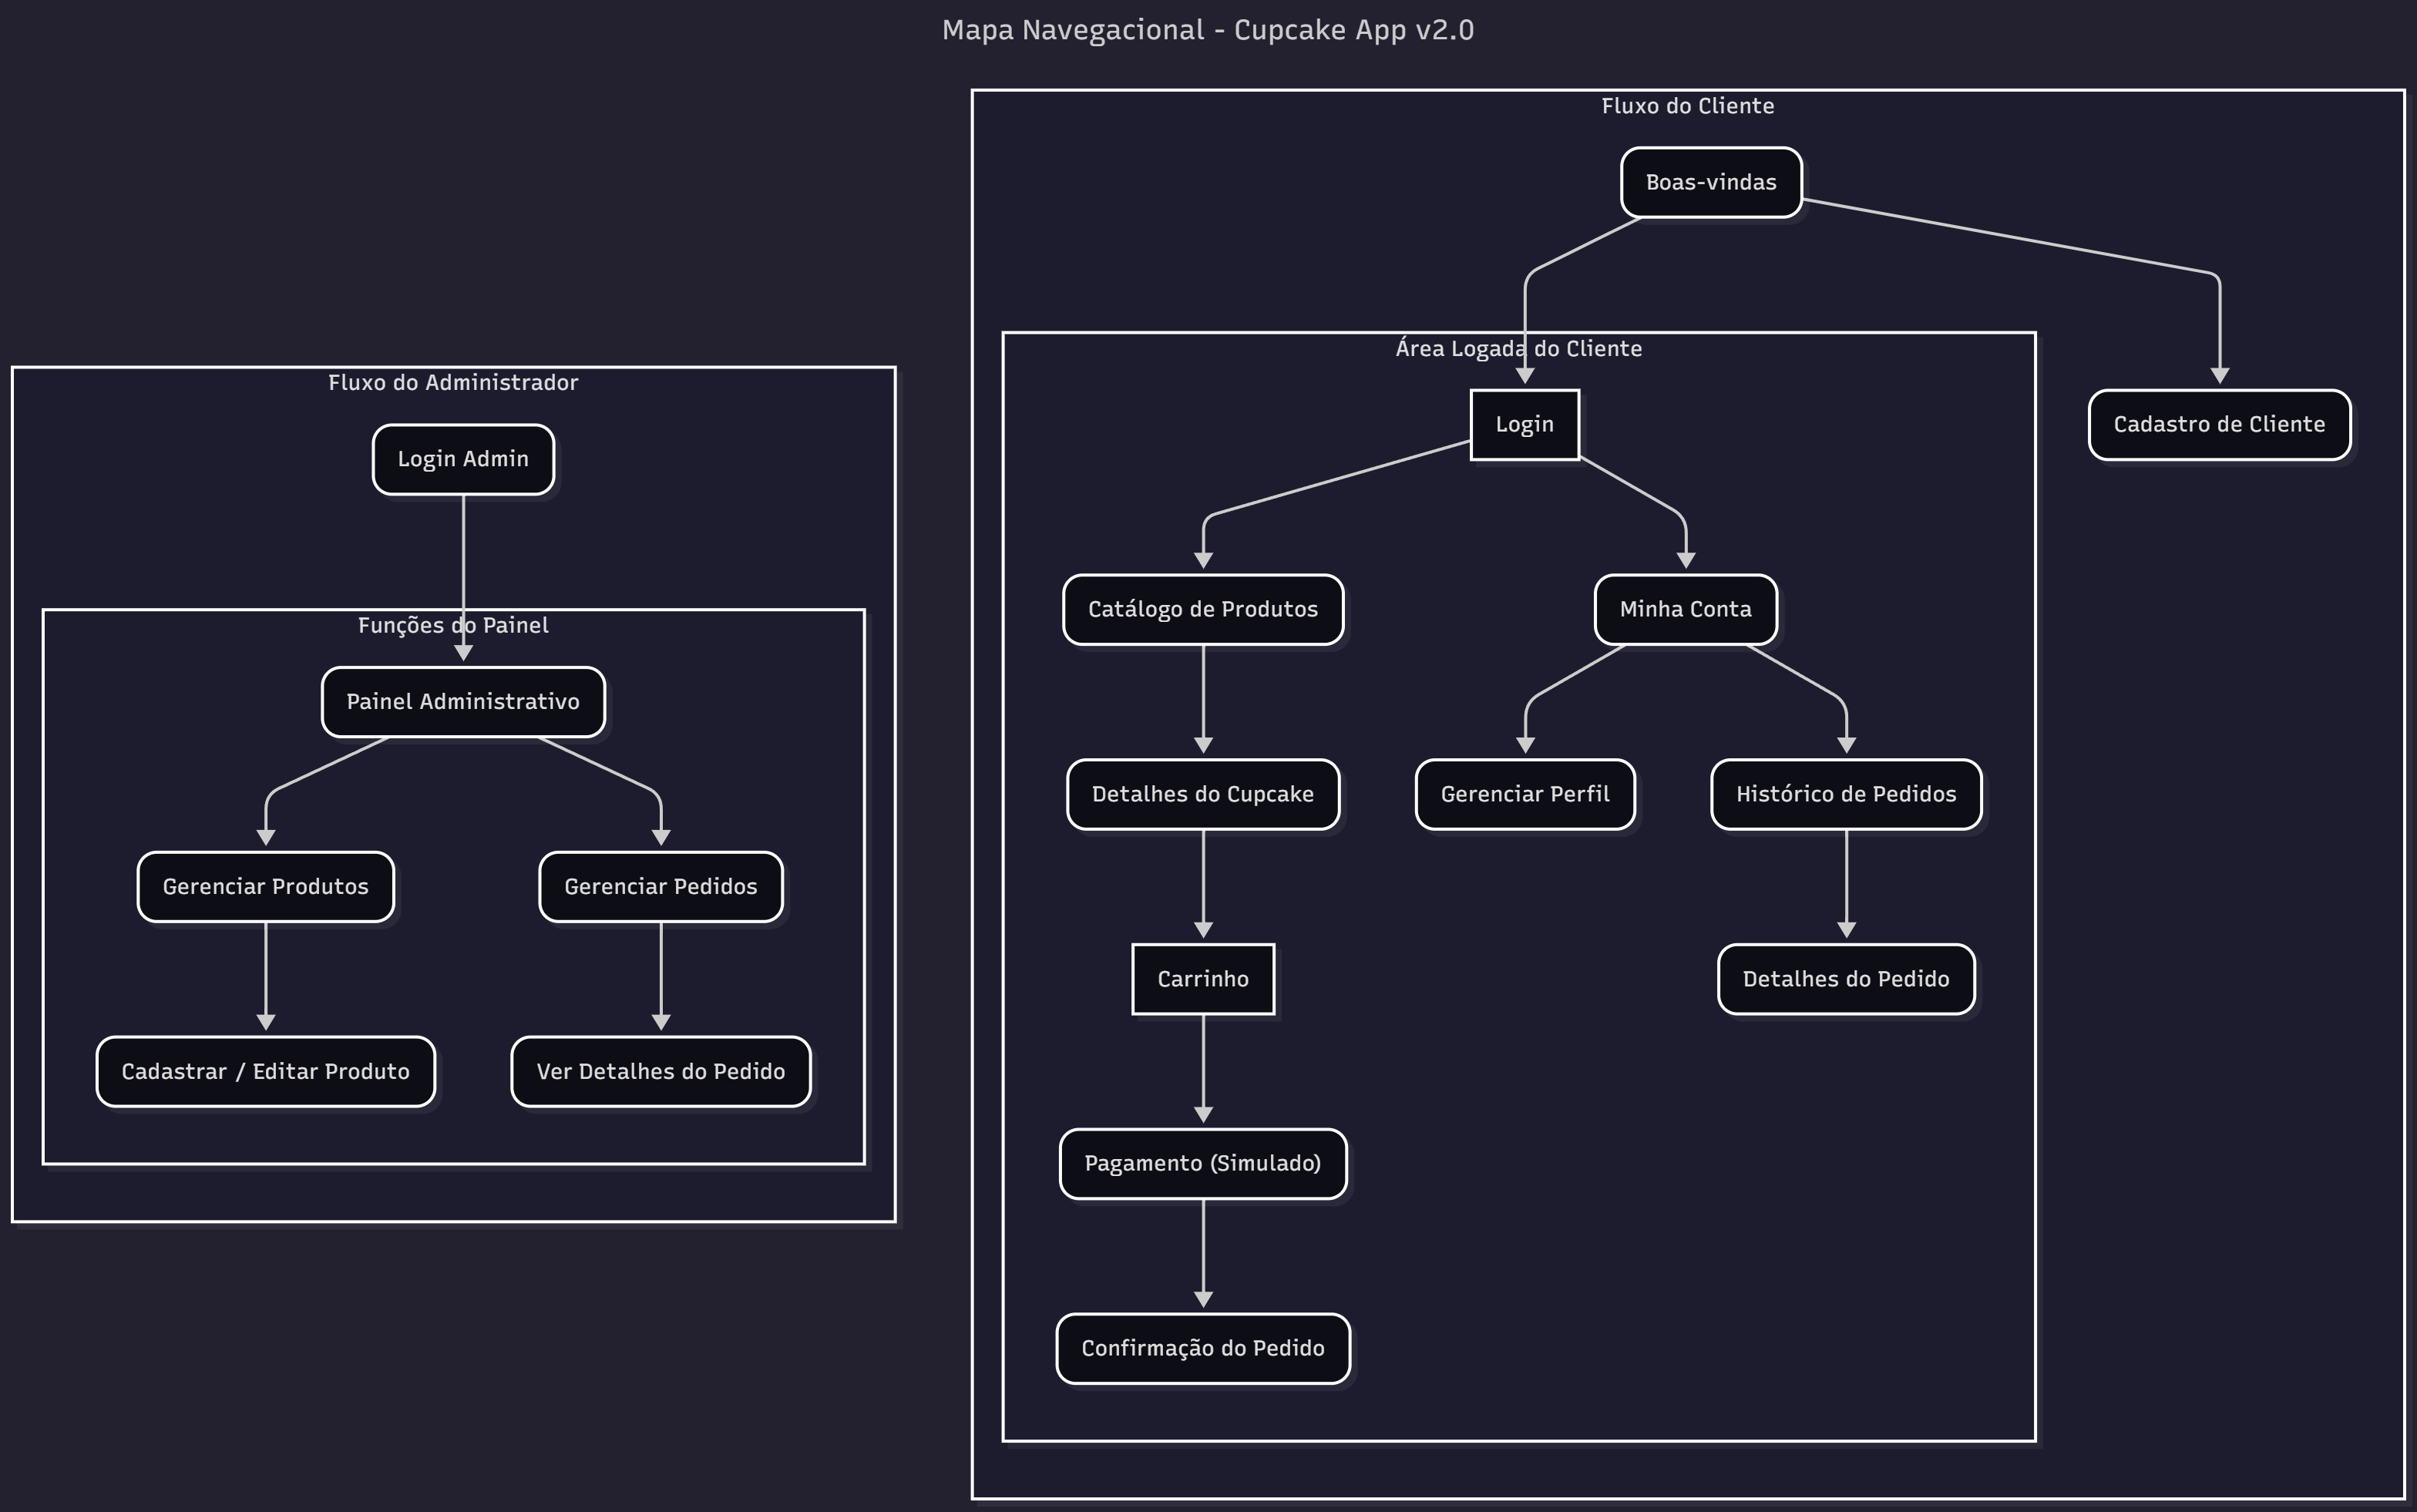 Mapa Navegacional - Cupcake App v2.0
Fluxo do Administrador
Login Admin
Funções do Painel
Painel Administrativo
Gerenciar Produtos
Gerenciar Pedidos
Cadastrar / Editar Produto
Ver Detalhes do Pedido
Fluxo do Cliente
Boas-vindas
Área Logada do Cliente
Login
Cadastro de Cliente
Catálogo de Produtos
Minha Conta
Detalhes do Cupcake
Gerenciar Perfil
Histórico de Pedidos
Carrinho
Detalhes do Pedido
Pagamento (Simulado)
Confirmação do Pedido